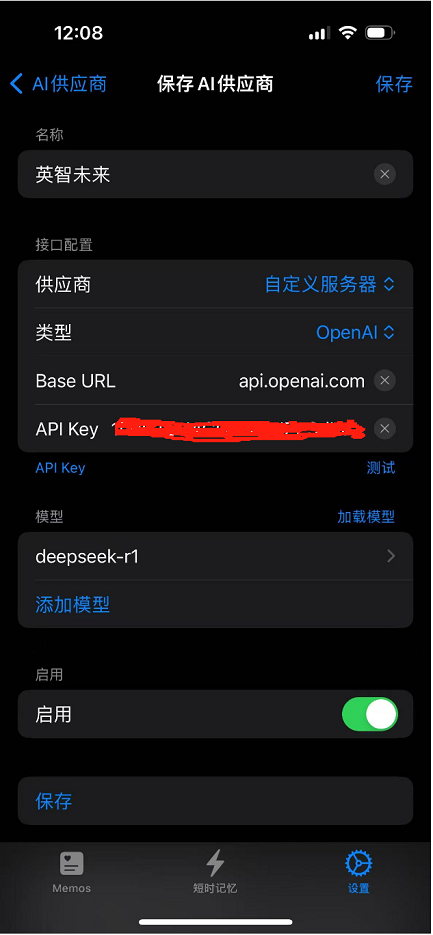 12:08
AI供应商 保存AI供应商 保存
名称
英智未来
接口配置
供应商 自定义服务器
类型 OpenAI
Base URL api.openai.com
API Key
API Key 测试
模型 加载模型
deepseek-r1
添加模型
启用
启用
保存
Memos 短时记忆 设置